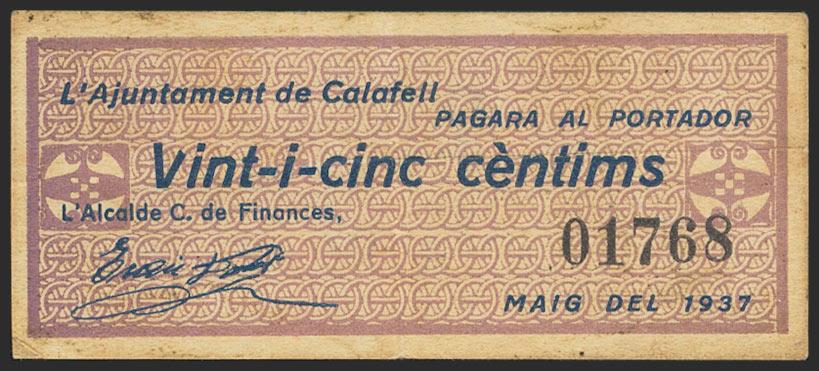 L'Ajuntament de Calafell
PAGARA AL PORTADOR
Vint-i-cinc cèntims
L'Alcalde C. de Finances,
01768
MAIG DEL 1937